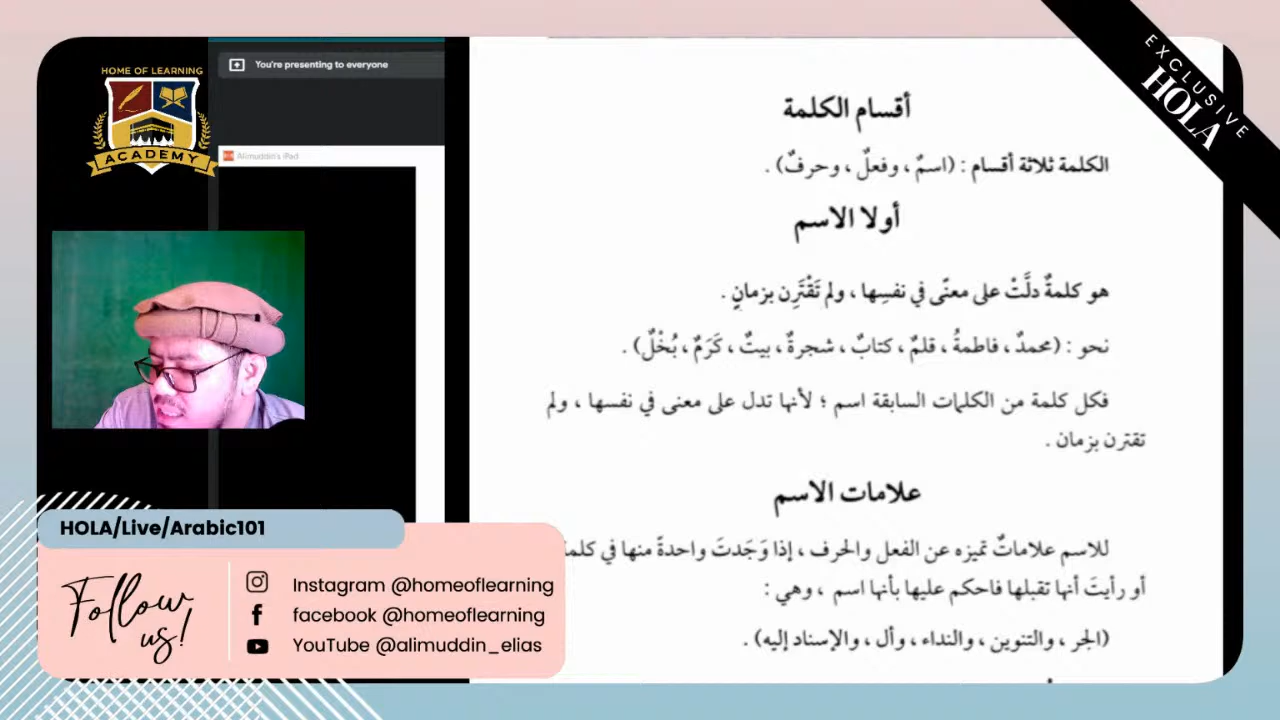 HOME OF LEARNING
ACADEMY
You're presenting to everyone
Alimuddin's iPad
EXCLUSIVE
HOLA
أقسام الكلمة
الكلمة ثلاثة أقسام : (اسمٌ ، وفعلٌ ، وحرفٌ) .
أولا الاسم
هو كلمةٌ دلَّتْ على معنًى في نفسِها ، ولم تَقْتَرِن بزمانٍ .
نحو : (محمدٌ ، فاطمةُ ، قلمٌ ، كتابٌ ، شجرةٌ ، بيتٌ ، كَرَمٌ ، بُخْلٌ) .
فكل كلمة من الكلمات السابقة اسم ؛ لأنها تدل على معنى في نفسها ، ولم
تقترن بزمان .
علامات الاسم
للاسم علاماتٌ تميزه عن الفعل والحرف ، إذا وَجَدتَ واحدةً منها في
أو رأيتَ أنها تقبلها فاحكم عليها بأنها اسم ، وهي :
(الجر ، والتنوين ، والنداء ، وأل ، والإسناد إليه) .
HOLA/Live/Arabic101
Follow us!
Instagram @homeoflearning
facebook @homeoflearning
YouTube @alimuddin_elias